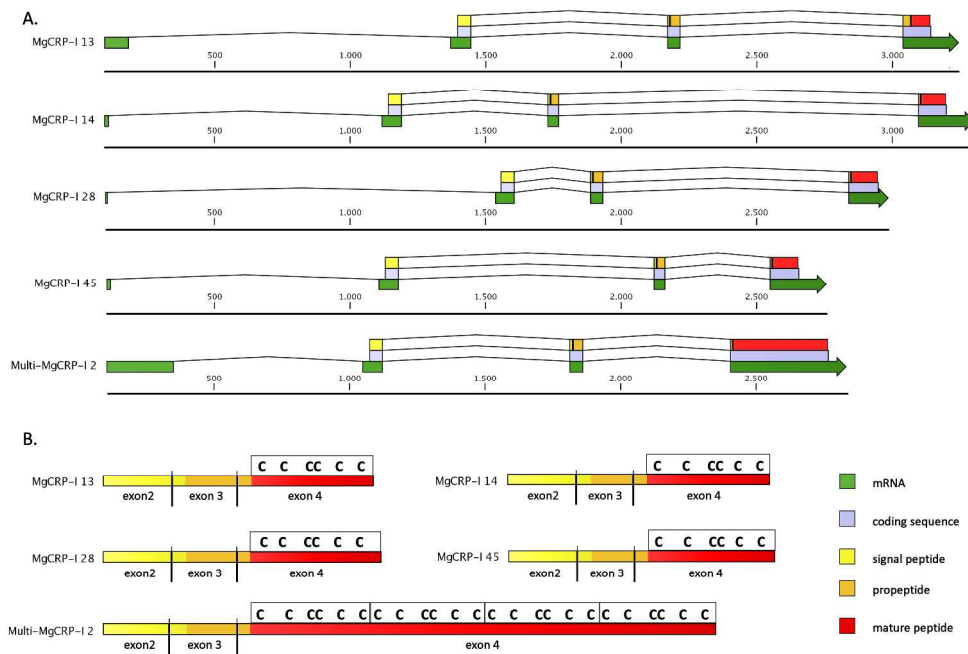 A.
MgCRP-I 13
500 1.000 1.500 2.000 2.500 3.000
MgCRP-I 14
500 1.000 1.500 2.000 2.500 3.000
MgCRP-I 28
500 1.000 1.500 2.000 2.500
MgCRP-I 45
500 1.000 1.500 2.000 2.500
Multi-MgCRP-I 2
500 1.000 1.500 2.000 2.500
B.
MgCRP-I 13 C C CC C C
exon2 exon 3 exon 4
MgCRP-I 14 C C CC C C
exon2 exon 3 exon 4
MgCRP-I 28 C C CC C C
exon2 exon 3 exon 4
MgCRP-I 45 C C CC C C
exon2 exon 3 exon 4
Multi-MgCRP-I 2 C C CC C C C C CC C C C C CC C C C C CC C C
exon2 exon 3 exon 4
mRNA
coding sequence
signal peptide
propeptide
mature peptide